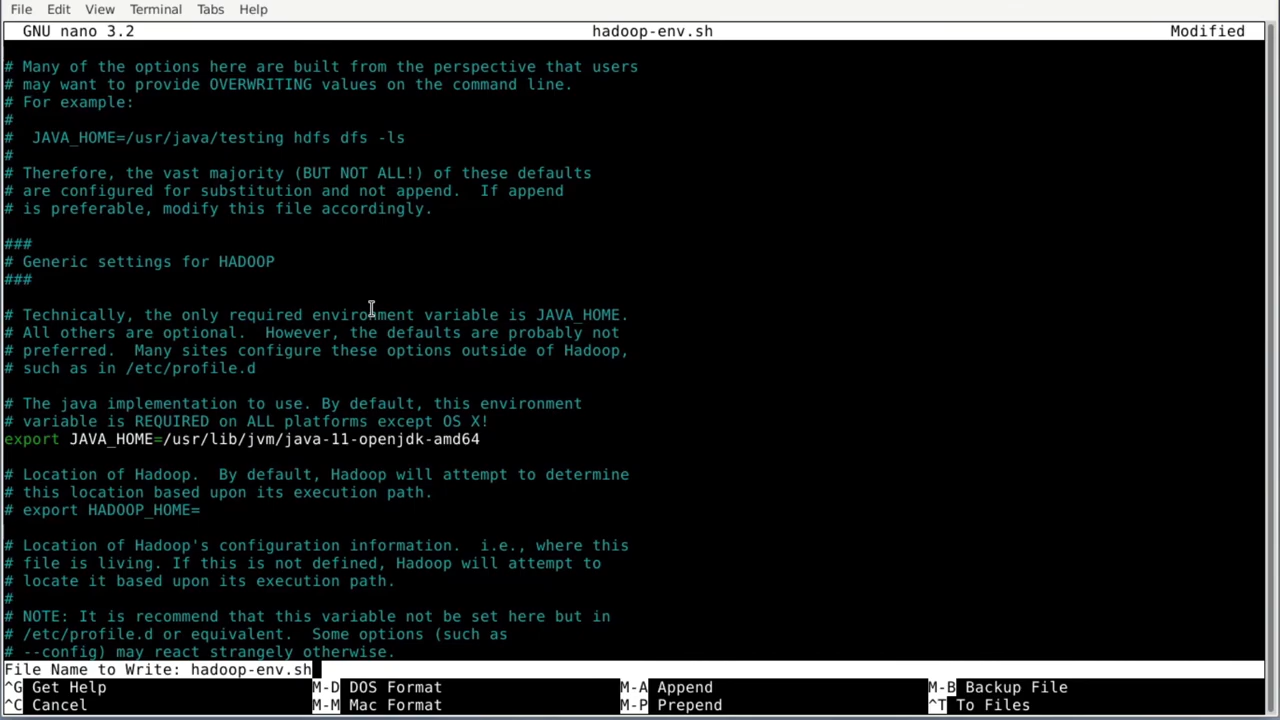 File Edit View Terminal Tabs Help
GNU nano 3.2 hadoop-env.sh Modified
# Many of the options here are built from the perspective that users
# may want to provide OVERWRITING values on the command line.
# For example:
#
#  JAVA_HOME=/usr/java/testing hdfs dfs -ls
#
# Therefore, the vast majority (BUT NOT ALL!) of these defaults
# are configured for substitution and not append.  If append
# is preferable, modify this file accordingly.
###
# Generic settings for HADOOP
###
# Technically, the only required environment variable is JAVA_HOME.
# All others are optional.  However, the defaults are probably not
# preferred.  Many sites configure these options outside of Hadoop,
# such as in /etc/profile.d
# The java implementation to use. By default, this environment
# variable is REQUIRED on ALL platforms except OS X!
export JAVA_HOME=/usr/lib/jvm/java-11-openjdk-amd64
# Location of Hadoop.  By default, Hadoop will attempt to determine
# this location based upon its execution path.
# export HADOOP_HOME=
# Location of Hadoop's configuration information.  i.e., where this
# file is living. If this is not defined, Hadoop will attempt to
# locate it based upon its execution path.
#
# NOTE: It is recommend that this variable not be set here but in
# /etc/profile.d or equivalent.  Some options (such as
# --config) may react strangely otherwise.
File Name to Write: hadoop-env.sh
^G Get Help M-D DOS Format M-A Append M-B Backup File
^C Cancel M-M Mac Format M-P Prepend ^T To Files